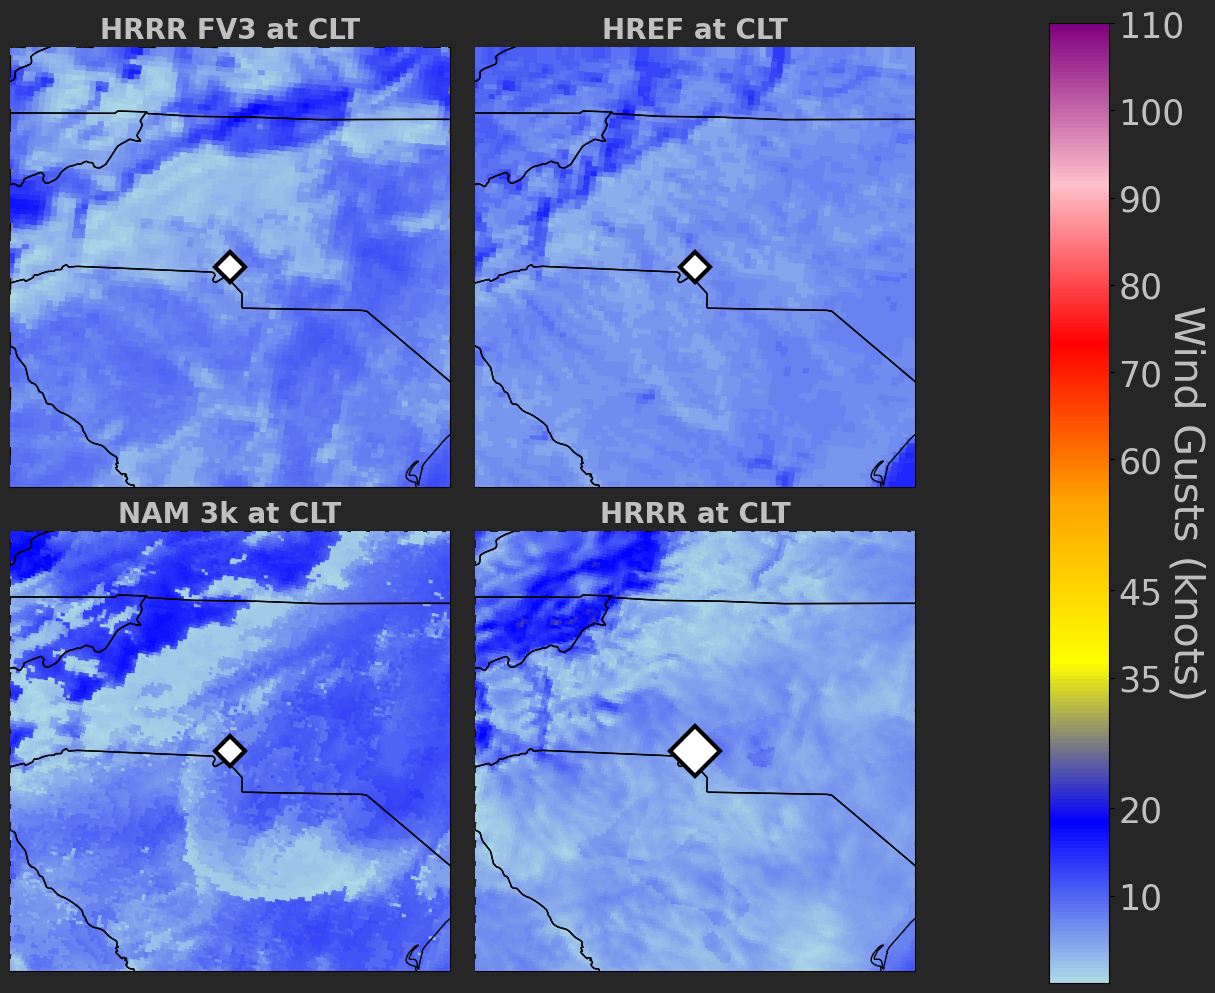 HRRR FV3 at CLT
HREF at CLT
NAM 3k at CLT
HRRR at CLT
110
100
90
80
70
60
45
35
20
10
Wind Gusts (knots)